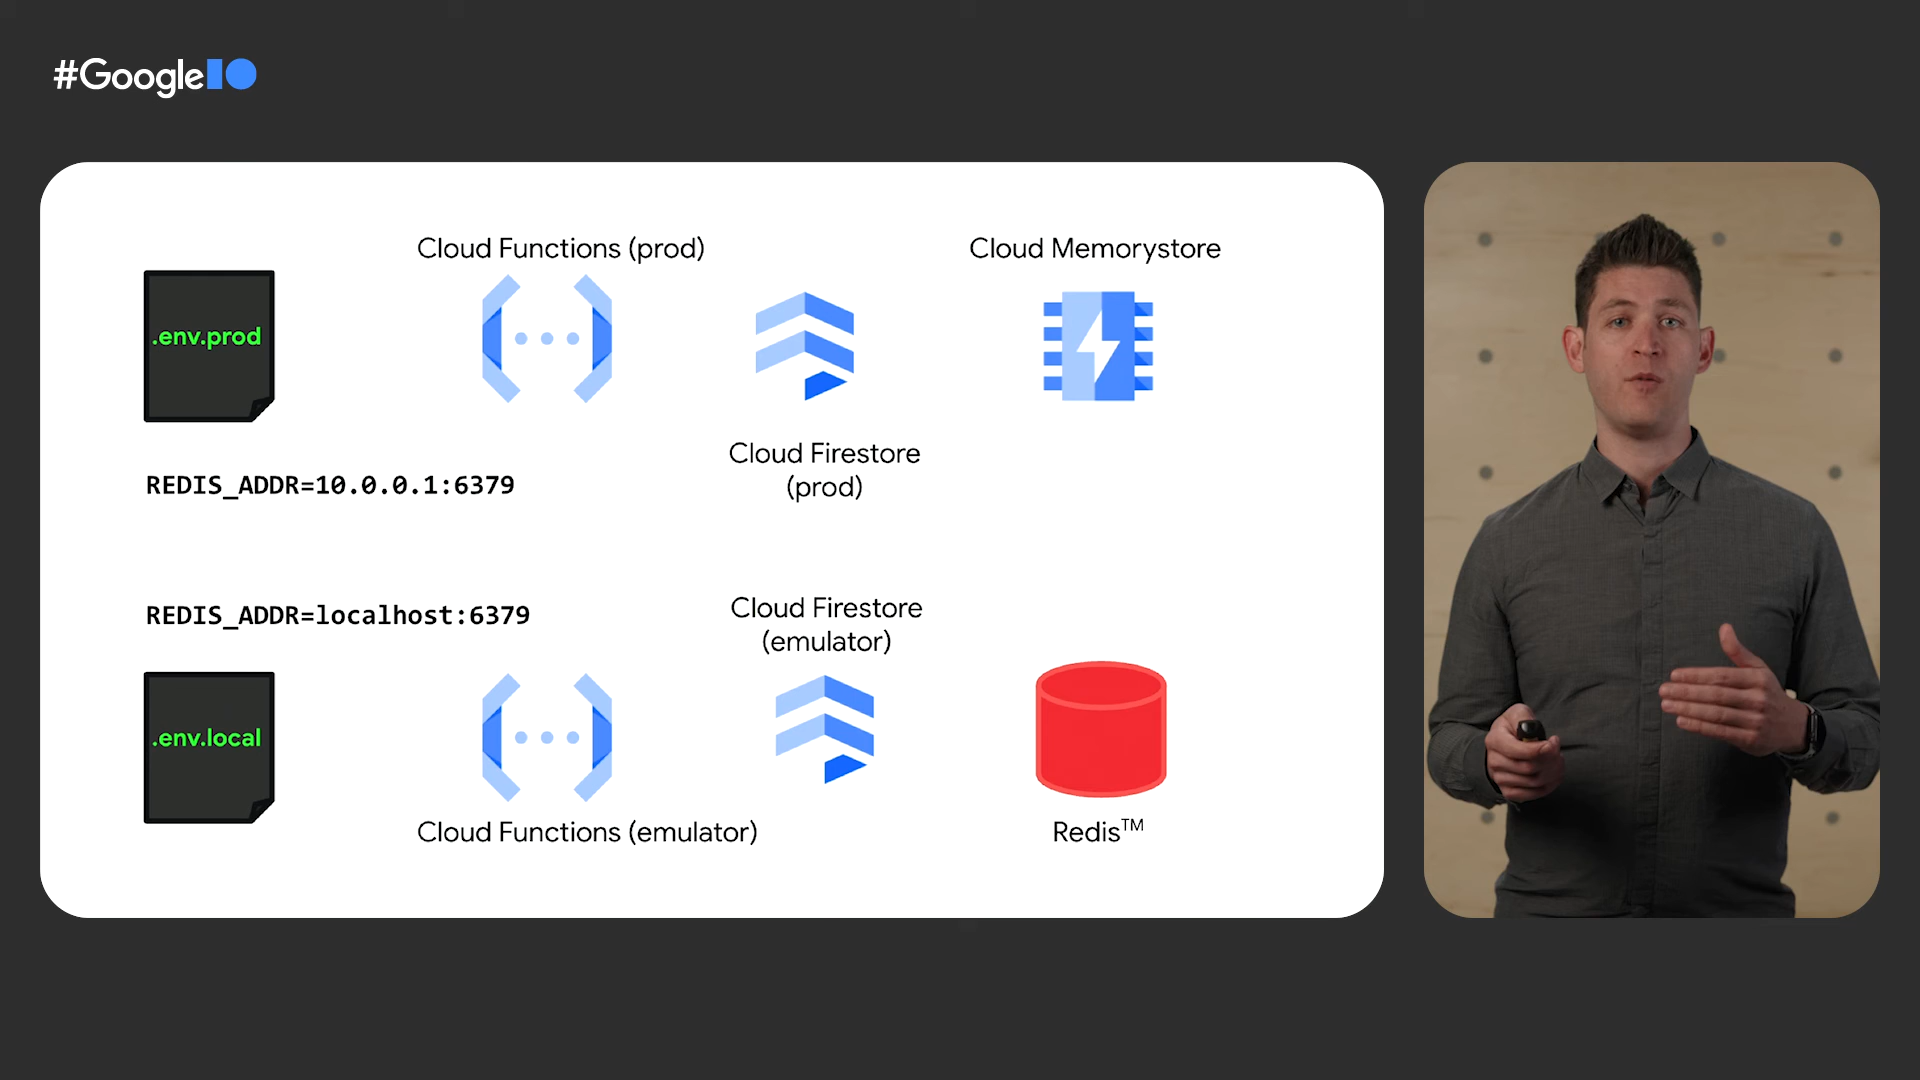 #GoogleIO
Cloud Functions (prod)
Cloud Memorystore
.env.prod
Cloud Firestore
(prod)
REDIS_ADDR=10.0.0.1:6379
REDIS_ADDR=localhost:6379
Cloud Firestore
(emulator)
.env.local
Cloud Functions (emulator)
Redis™